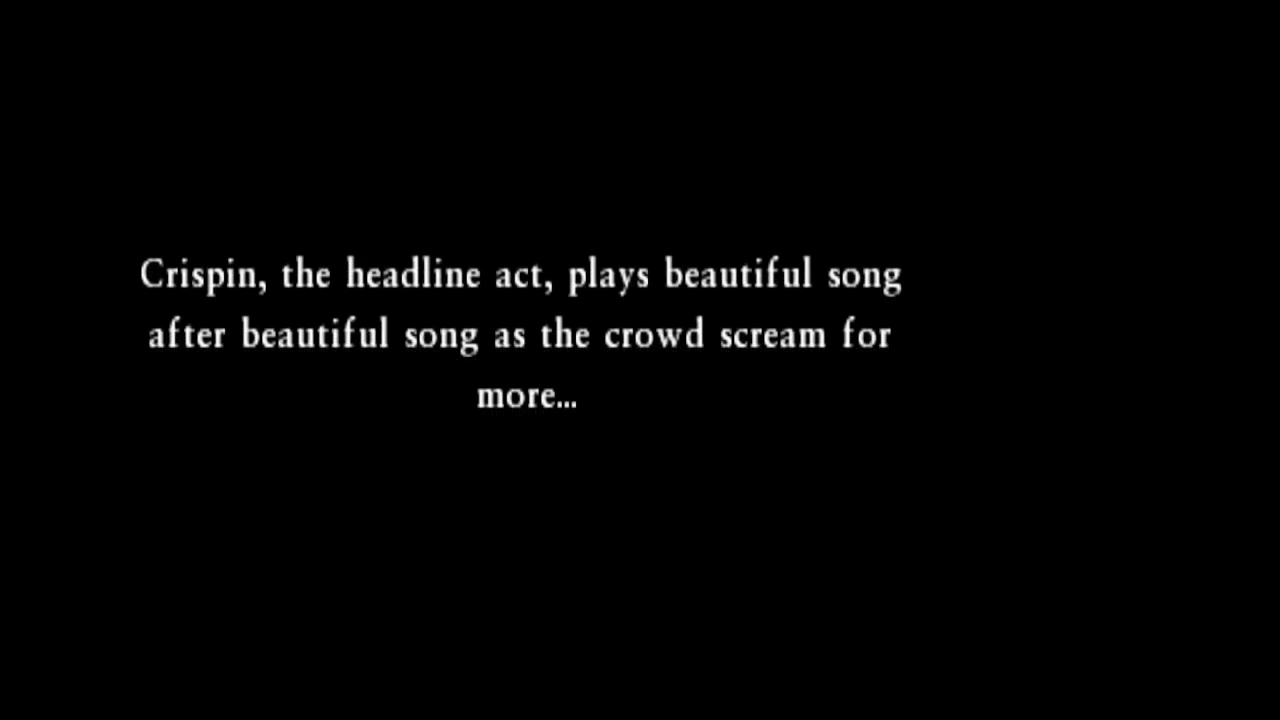 Crispin, the headline act, plays beautiful song
after beautiful song as the crowd scream for
more...